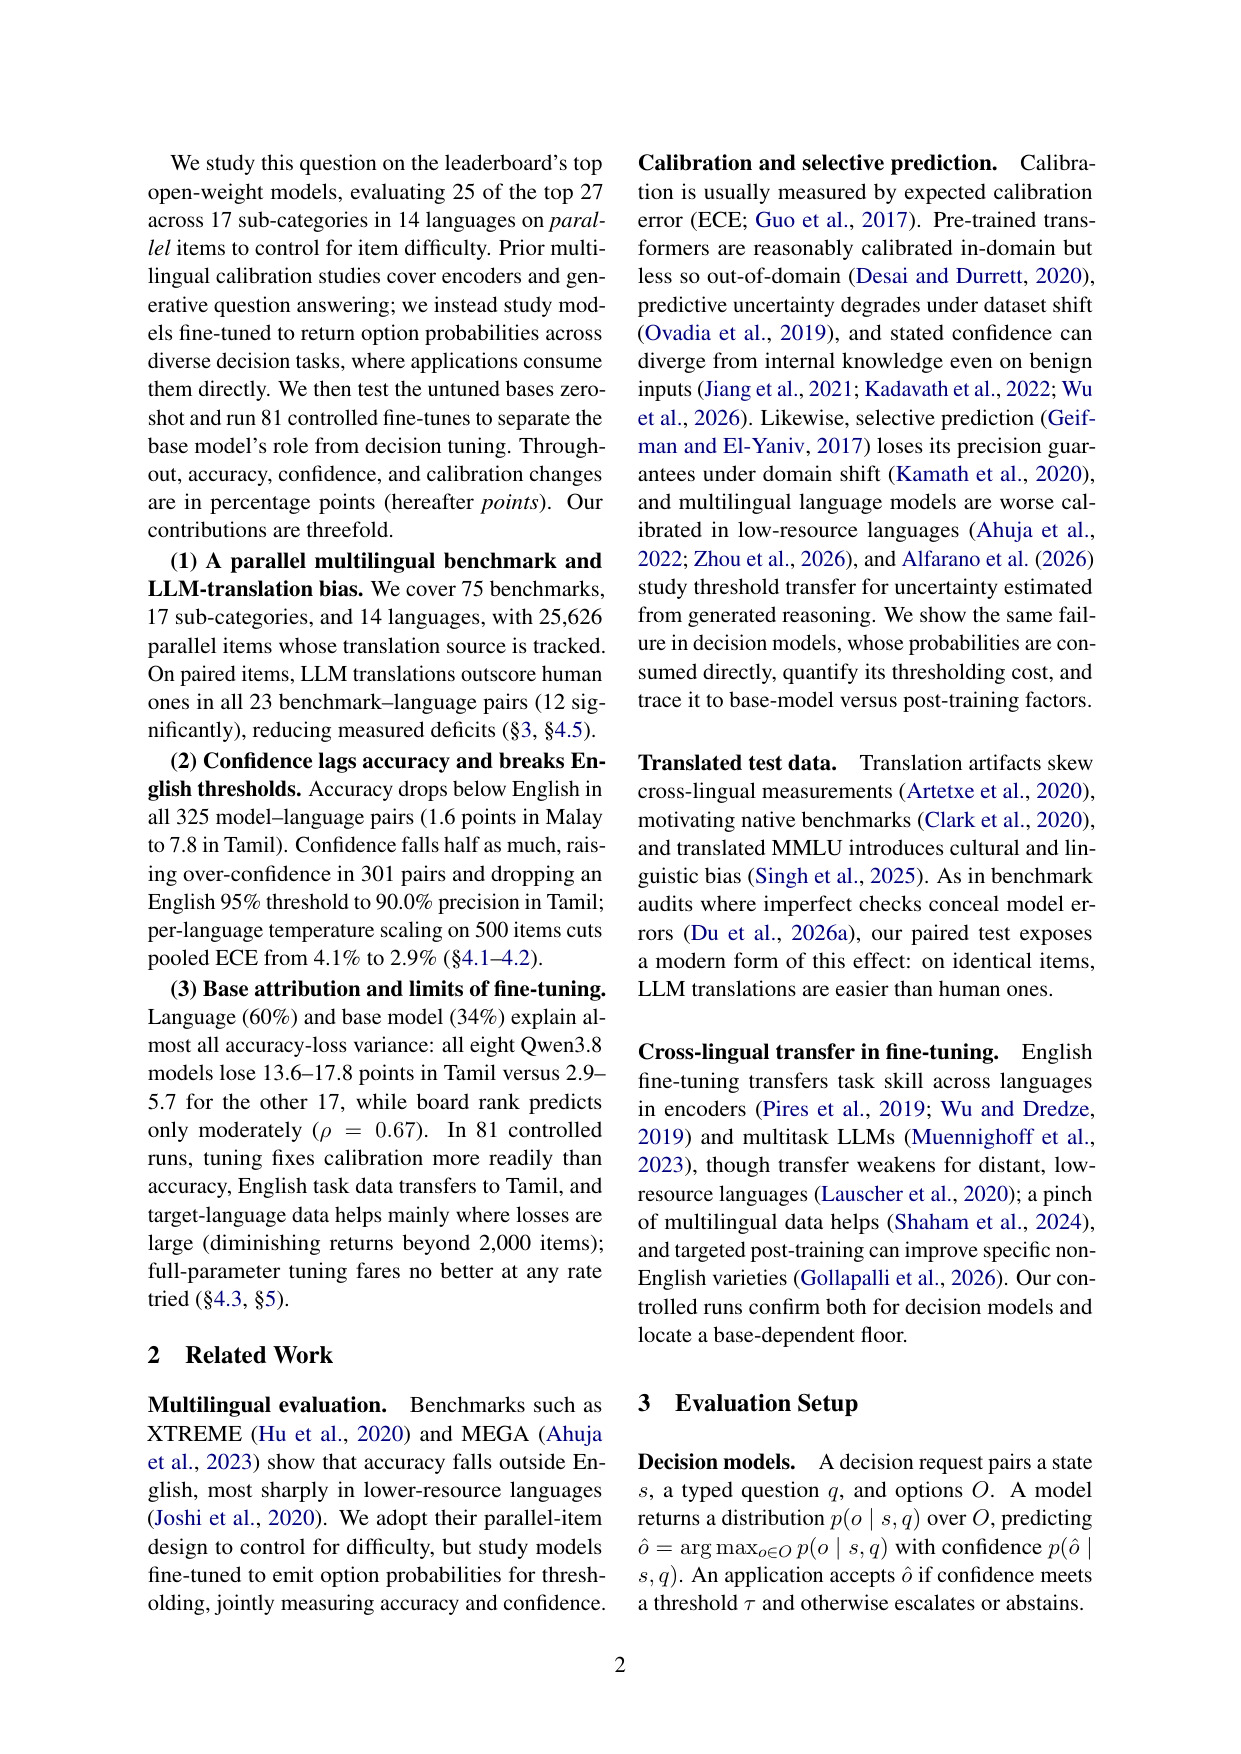 We study this question on the leaderboard's top
open-weight models, evaluating 25 of the top 27
across 17 sub-categories in 14 languages on paral-
lel items to control for item difficulty. Prior multi-
lingual calibration studies cover encoders and gen-
erative question answering; we instead study mod-
els fine-tuned to return option probabilities across
diverse decision tasks, where applications consume
them directly. We then test the untuned bases zero-
shot and run 81 controlled fine-tunes to separate the
base model's role from decision tuning. Through-
out, accuracy, confidence, and calibration changes
are in percentage points (hereafter points). Our
contributions are threefold.
(1) A parallel multilingual benchmark and
LLM-translation bias. We cover 75 benchmarks,
17 sub-categories, and 14 languages, with 25,626
parallel items whose translation source is tracked.
On paired items, LLM translations outscore human
ones in all 23 benchmark–language pairs (12 sig-
nificantly), reducing measured deficits (§3, §4.5).
(2) Confidence lags accuracy and breaks En-
glish thresholds. Accuracy drops below English in
all 325 model–language pairs (1.6 points in Malay
to 7.8 in Tamil). Confidence falls half as much, rais-
ing over-confidence in 301 pairs and dropping an
English 95% threshold to 90.0% precision in Tamil;
per-language temperature scaling on 500 items cuts
pooled ECE from 4.1% to 2.9% (§4.1–4.2).
(3) Base attribution and limits of fine-tuning.
Language (60%) and base model (34%) explain al-
most all accuracy-loss variance: all eight Qwen3.8
models lose 13.6–17.8 points in Tamil versus 2.9–
5.7 for the other 17, while board rank predicts
only moderately (ρ = 0.67). In 81 controlled
runs, tuning fixes calibration more readily than
accuracy, English task data transfers to Tamil, and
target-language data helps mainly where losses are
large (diminishing returns beyond 2,000 items);
full-parameter tuning fares no better at any rate
tried (§4.3, §5).
2 Related Work
Multilingual evaluation. Benchmarks such as
XTREME (Hu et al., 2020) and MEGA (Ahuja
et al., 2023) show that accuracy falls outside En-
glish, most sharply in lower-resource languages
(Joshi et al., 2020). We adopt their parallel-item
design to control for difficulty, but study models
fine-tuned to emit option probabilities for thresh-
olding, jointly measuring accuracy and confidence.
Calibration and selective prediction. Calibra-
tion is usually measured by expected calibration
error (ECE; Guo et al., 2017). Pre-trained trans-
formers are reasonably calibrated in-domain but
less so out-of-domain (Desai and Durrett, 2020),
predictive uncertainty degrades under dataset shift
(Ovadia et al., 2019), and stated confidence can
diverge from internal knowledge even on benign
inputs (Jiang et al., 2021; Kadavath et al., 2022; Wu
et al., 2026). Likewise, selective prediction (Geif-
man and El-Yaniv, 2017) loses its precision guar-
antees under domain shift (Kamath et al., 2020),
and multilingual language models are worse cal-
ibrated in low-resource languages (Ahuja et al.,
2022; Zhou et al., 2026), and Alfarano et al. (2026)
study threshold transfer for uncertainty estimated
from generated reasoning. We show the same fail-
ure in decision models, whose probabilities are con-
sumed directly, quantify its thresholding cost, and
trace it to base-model versus post-training factors.
Translated test data. Translation artifacts skew
cross-lingual measurements (Artetxe et al., 2020),
motivating native benchmarks (Clark et al., 2020),
and translated MMLU introduces cultural and lin-
guistic bias (Singh et al., 2025). As in benchmark
audits where imperfect checks conceal model er-
rors (Du et al., 2026a), our paired test exposes
a modern form of this effect: on identical items,
LLM translations are easier than human ones.
Cross-lingual transfer in fine-tuning. English
fine-tuning transfers task skill across languages
in encoders (Pires et al., 2019; Wu and Dredze,
2019) and multitask LLMs (Muennighoff et al.,
2023), though transfer weakens for distant, low-
resource languages (Lauscher et al., 2020); a pinch
of multilingual data helps (Shaham et al., 2024),
and targeted post-training can improve specific non-
English varieties (Gollapalli et al., 2026). Our con-
trolled runs confirm both for decision models and
locate a base-dependent floor.
3 Evaluation Setup
Decision models. A decision request pairs a state
s, a typed question q, and options O. A model
returns a distribution p(o | s, q) over O, predicting
ô = arg max_{o∈O} p(o | s, q) with confidence p(ô |
s, q). An application accepts ô if confidence meets
a threshold τ and otherwise escalates or abstains.
2